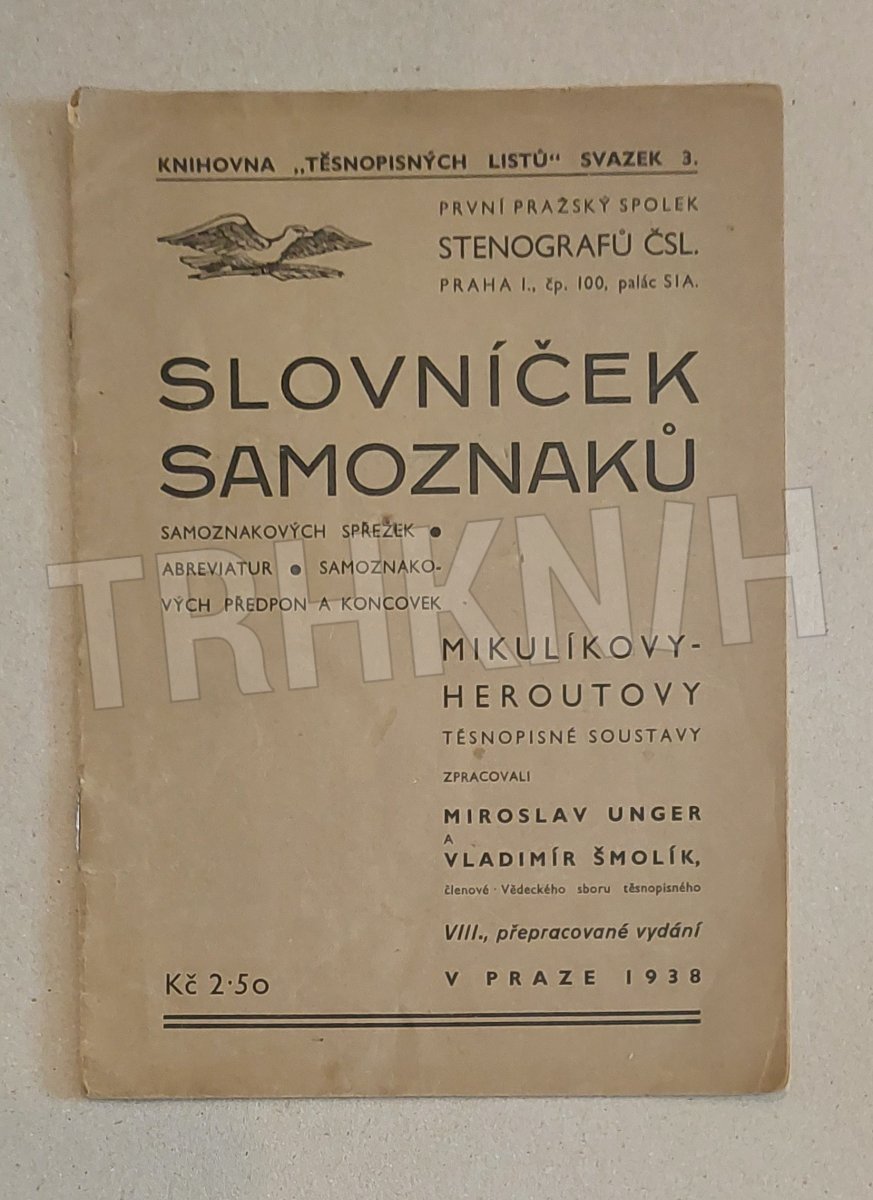 KNIHOVNA „TĚSNOPISNÝCH LISTŮ“ SVAZEK 3.
PRVNÍ PRAŽSKÝ SPOLEK
STENOGRAFŮ ČSL.
PRAHA I., čp. 100, palác SIA.
SLOVNÍČEK
SAMOZNAKŮ
SAMOZNAKOVÝCH SPŘEŽEK ●
ABREVIATUR ● SAMOZNAKO-
VÝCH PŘEDPON A KONCOVEK
TRHKNIH
MIKULÍKOVY-
HEROUTOVY
TĚSNOPISNÉ SOUSTAVY
ZPRACOVALI
MIROSLAV UNGER
A
VLADIMÍR ŠMOLÍK,
členové Vědeckého sboru těsnopisného
VIII., přepracované vydání
Kč 2·50
V PRAZE 1938